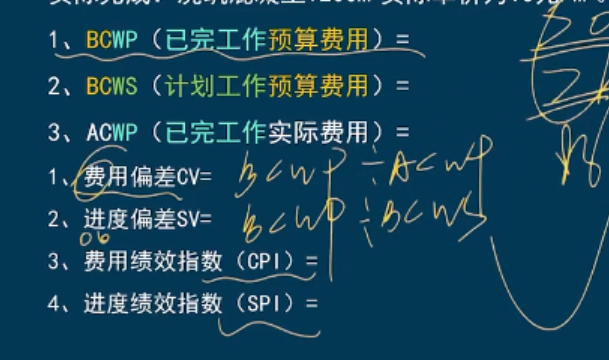 1、BCWP（已完工作预算费用）=
2、BCWS（计划工作预算费用）=
3、ACWP（已完工作实际费用）=
1、费用偏差CV= BCWP ÷ ACWP
2、进度偏差SV= BCWP ÷ BCWS
3、费用绩效指数（CPI）=
4、进度绩效指数（SPI）=